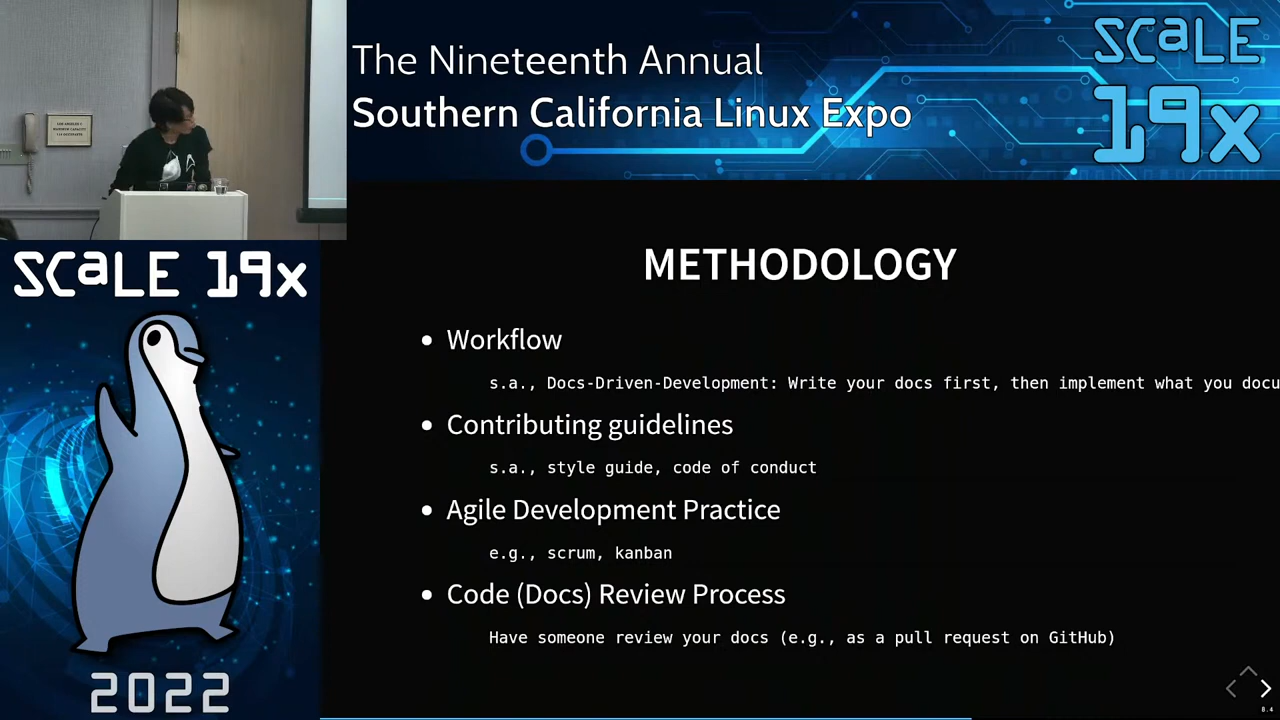 The Nineteenth Annual
Southern California Linux Expo
SCaLE
19x
SCaLE 19x
2022
METHODOLOGY
• Workflow
s.a., Docs-Driven-Development: Write your docs first, then implement what you docu
• Contributing guidelines
s.a., style guide, code of conduct
• Agile Development Practice
e.g., scrum, kanban
• Code (Docs) Review Process
Have someone review your docs (e.g., as a pull request on GitHub)
8.4